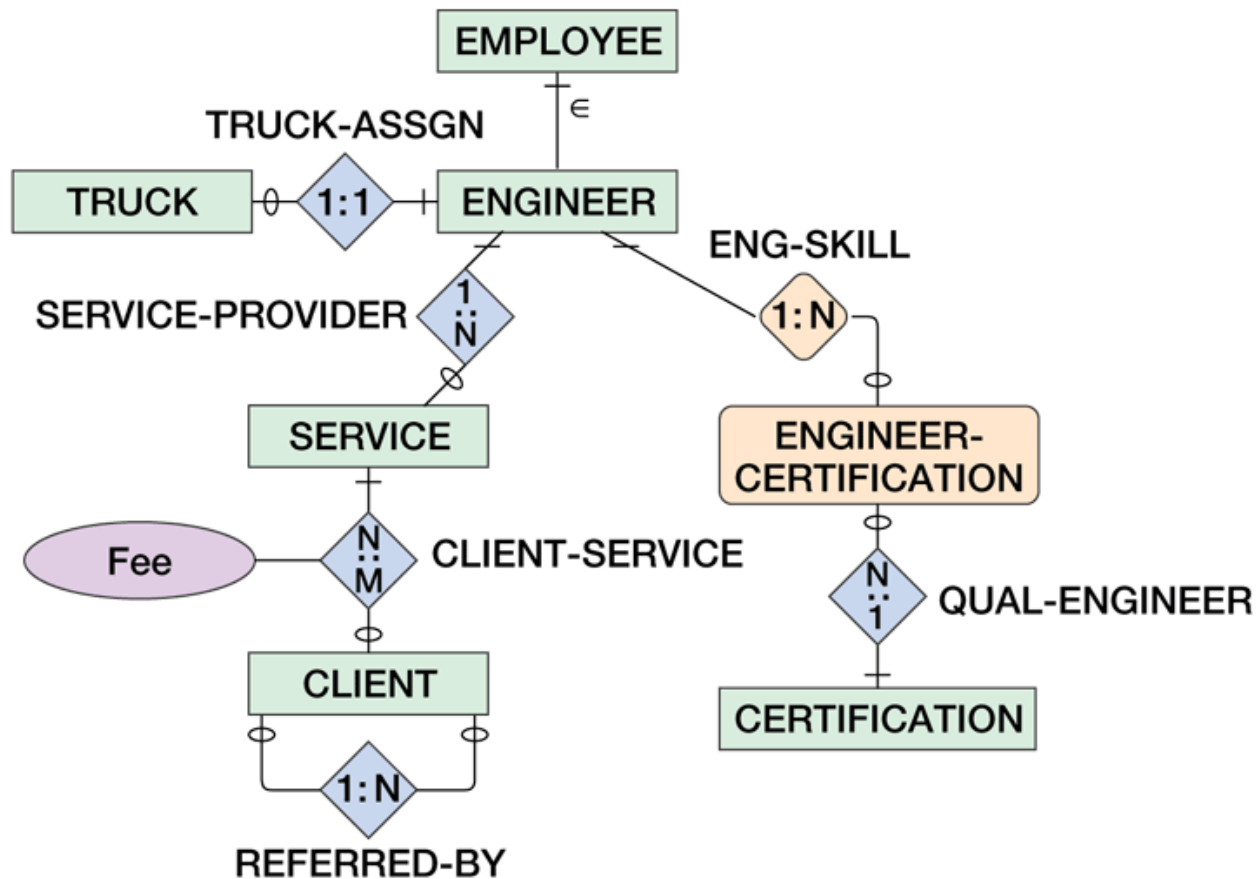 EMPLOYEE
∈
TRUCK-ASSGN
TRUCK
1:1
ENGINEER
ENG-SKILL
SERVICE-PROVIDER
1
:
N
1:N
SERVICE
ENGINEER-
CERTIFICATION
Fee
N
:
M
CLIENT-SERVICE
N
:
1
QUAL-ENGINEER
CLIENT
CERTIFICATION
1:N
REFERRED-BY